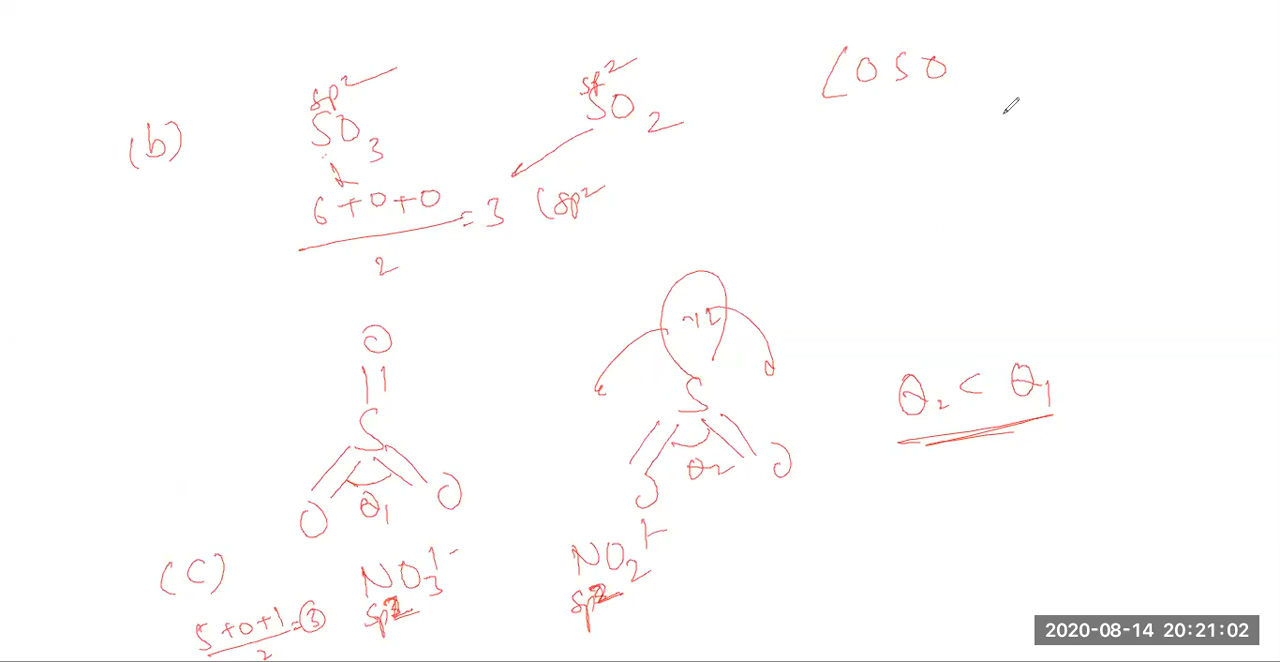 (b)
sp²
SO₃
6+0+0
2
= 3 (sp²
sp²
SO₂
∠OSO
O
S
O θ₁ O
S
θ₂
O
θ₂ < θ₁
(c)
NO₃¹⁻
sp²
NO₂¹⁻
sp²
5+0+1
2
= 3
2020-08-14 20:21:02